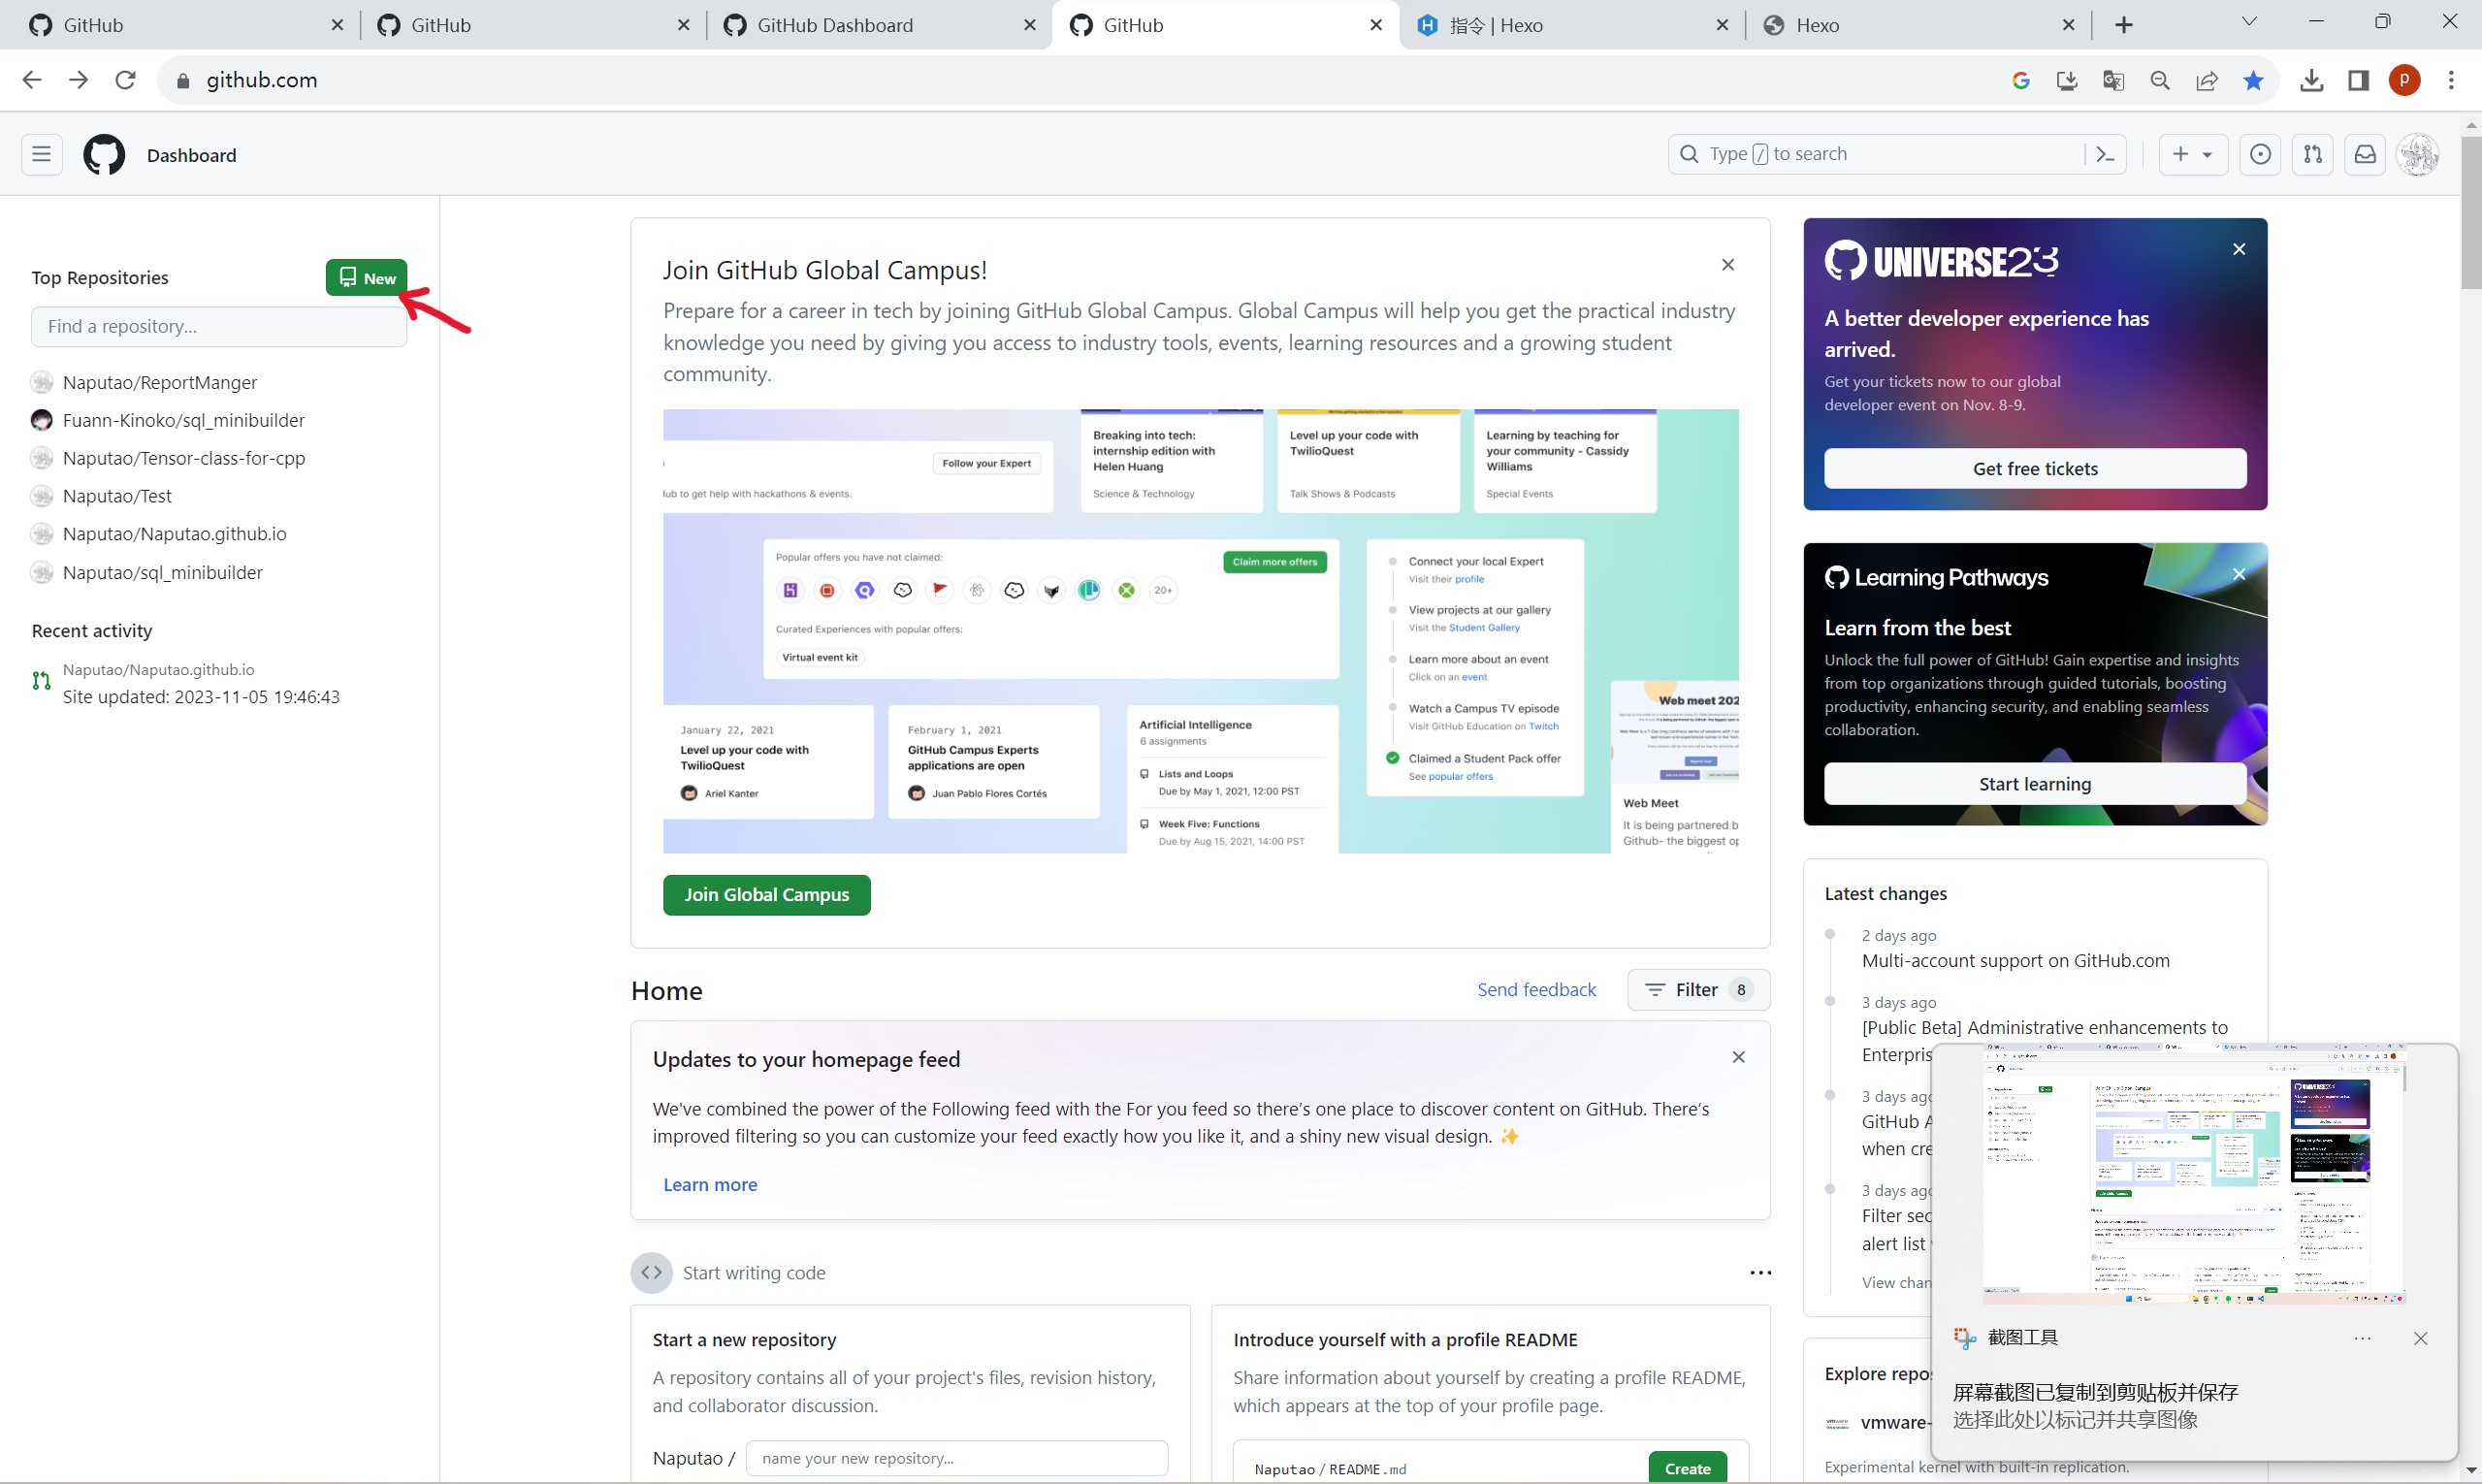 GitHub
GitHub
GitHub Dashboard
GitHub
指令 | Hexo
Hexo
github.com
P
Dashboard
Type / to search
Top Repositories
New
Find a repository...
Naputao/ReportManger
Fuann-Kinoko/sql_minibuilder
Naputao/Tensor-class-for-cpp
Naputao/Test
Naputao/Naputao.github.io
Naputao/sql_minibuilder
Recent activity
Naputao/Naputao.github.io
Site updated: 2023-11-05 19:46:43
Join GitHub Global Campus!
Prepare for a career in tech by joining GitHub Global Campus. Global Campus will help you get the practical industry
knowledge you need by giving you access to industry tools, events, learning resources and a growing student
community.
Follow your Expert
lub to get help with hackathons & events.
Breaking into tech:
internship edition with
Helen Huang
Science & Technology
Level up your code with
TwilioQuest
Talk Shows & Podcasts
Learning by teaching for
your community - Cassidy
Williams
Special Events
Popular offers you have not claimed:
Claim more offers
20+
Curated Experiences with popular offers:
Virtual event kit
Connect your local Expert
Visit their profile
View projects at our gallery
Visit the Student Gallery
Learn more about an event
Click on an event
Watch a Campus TV episode
Visit GitHub Education on Twitch
Claimed a Student Pack offer
See popular offers
January 22, 2021
Level up your code with
TwilioQuest
Ariel Kanter
February 1, 2021
GitHub Campus Experts
applications are open
Juan Pablo Flores Cortés
Artificial Intelligence
6 assignments
Lists and Loops
Due by May 1, 2021, 12:00 PST
Week Five: Functions
Due by Aug 15, 2021, 14:00 PST
Web meet 202
Web Meet
It is being partnered b
Github- the biggest op
Join Global Campus
Home
Send feedback
Filter 8
Updates to your homepage feed
We've combined the power of the Following feed with the For you feed so there's one place to discover content on GitHub. There's
improved filtering so you can customize your feed exactly how you like it, and a shiny new visual design. ✨
Learn more
Start writing code
Start a new repository
A repository contains all of your project's files, revision history,
and collaborator discussion.
Naputao /
name your new repository...
Introduce yourself with a profile README
Share information about yourself by creating a profile README,
which appears at the top of your profile page.
Naputao / README.md
Create
UNIVERSE23
A better developer experience has
arrived.
Get your tickets now to our global
developer event on Nov. 8-9.
Get free tickets
Learning Pathways
Learn from the best
Unlock the full power of GitHub! Gain expertise and insights
from top organizations through guided tutorials, boosting
productivity, enhancing security, and enabling seamless
collaboration.
Start learning
Latest changes
2 days ago
Multi-account support on GitHub.com
3 days ago
[Public Beta] Administrative enhancements to
Enterpris
3 days ago
GitHub A
when cre
3 days ago
Filter sec
alert list
View chan
Explore repo
vmware-
Experimental kernel with built-in replication.
截图工具
屏幕截图已复制到剪贴板并保存
选择此处以标记并共享图像